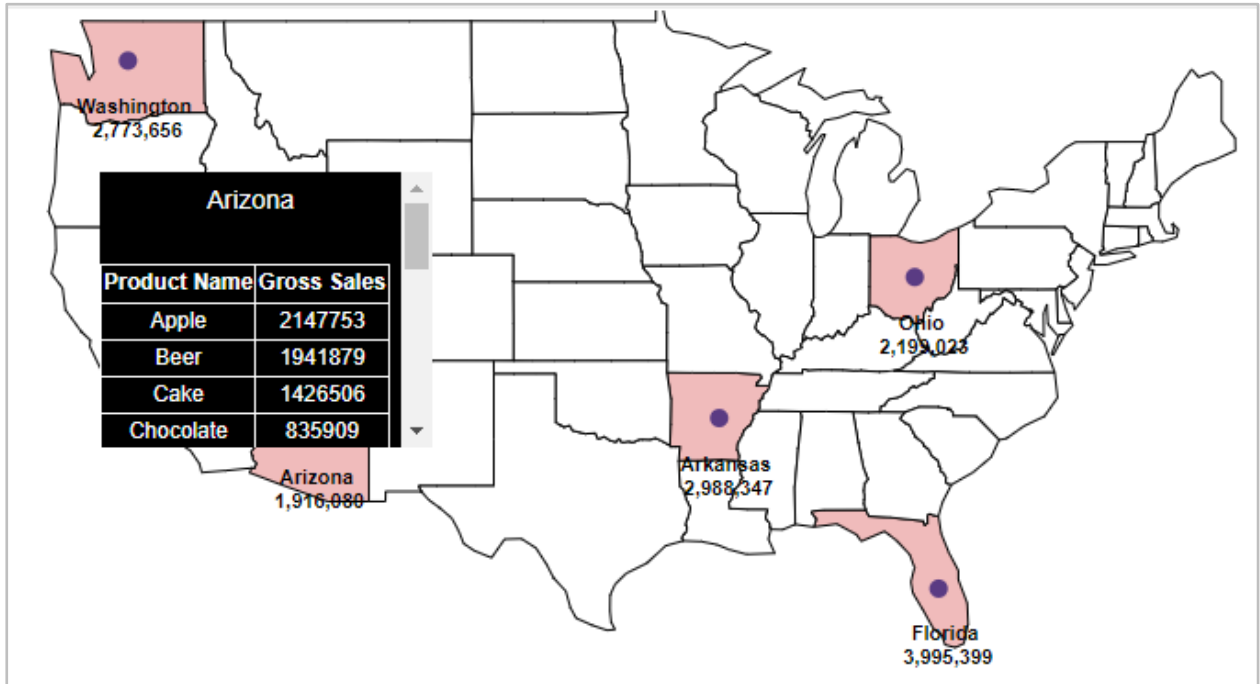 Washington
2,773,656
Arizona
Product Name Gross Sales
Apple 2147753
Beer 1941879
Cake 1426506
Chocolate 835909
Ohio
2,199,023
Arkansas
2,988,347
Arizona
1,916,080
Florida
3,995,399